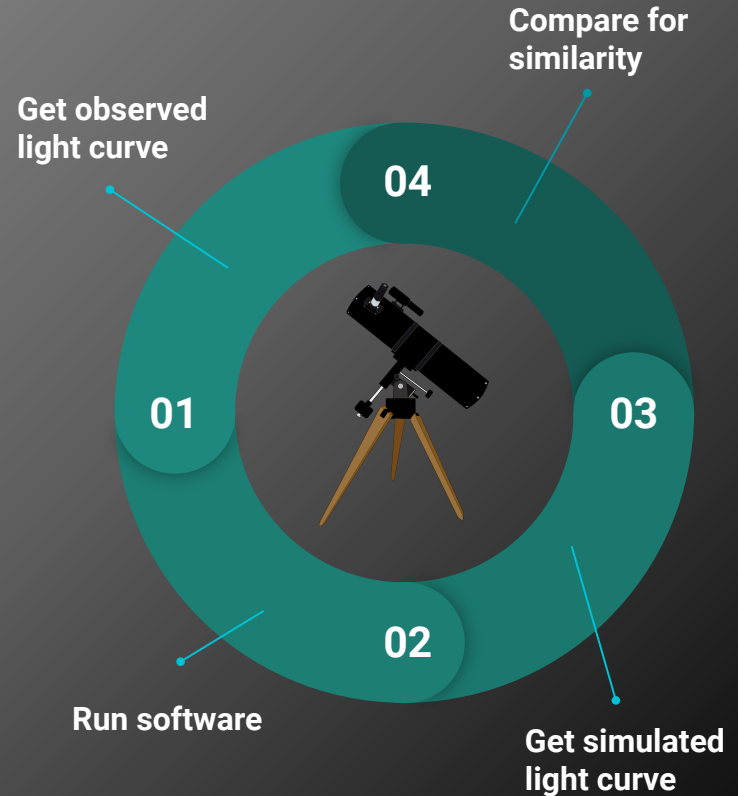 Get observed
light curve
01
Run software
02
Get simulated
light curve
03
Compare for
similarity
04